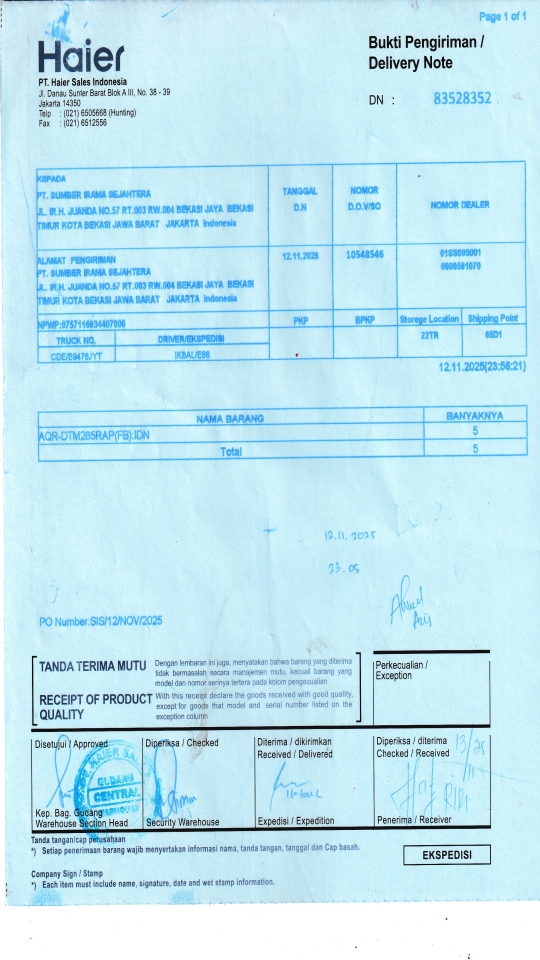 Page 1 of 1
Haier
Bukti Pengiriman /
Delivery Note
PT. Haier Sales Indonesia
Jl. Danau Sunter Barat Blok A III, No. 38 - 39
Jakarta 14350
Telp : (021) 6505668 (Hunting)
Fax : (021) 6512556
DN : 83528352
KEPADA
PT. SUMBER IRAMA SEJAHTERA
JL. IR.H. JUANDA NO.57 RT.003 RW.004 BEKASI JAYA BEKASI
TIMUR KOTA BEKASI JAWA BARAT JAKARTA Indonesia
TANGGAL
D.N
NOMOR
D.O.V/SO
NOMOR DEALER
ALAMAT PENGIRIMAN
PT. SUMBER IRAMA SEJAHTERA
JL. IR.H. JUANDA NO.57 RT.003 RW.004 BEKASI JAYA BEKASI
TIMUR KOTA BEKASI JAWA BARAT JAKARTA Indonesia
12.11.2025
10548546
PKP
BPKP
Storege Location
Shipping Point
TRUCK NO.
DRIVER/EKSPEDISI
22TR
65D1
12.11.2025(23:56:21)
NAMA BARANG
BANYAKNYA
AQR-DTM285RAP(FB).IDN
5
Total
5
12.11.2025
23.05
PO Number:SIS/12/NOV/2025
TANDA TERIMA MUTU
Dengan lembaran ini juga, menyatakan bahwa barang yang diterima
tidak bermasalah secara manajemen mutu, kecuali barang yang
model dan nomor serinya tertera pada kolom pengecualian
RECEIPT OF PRODUCT
QUALITY
With this receipt declare the goods received with good quality,
except for goods that model and serial number listed on the
exception column
Perkecualian /
Exception
Disetujui / Approved
Diperiksa / Checked
Diterima / dikirimkan
Received / Delivered
Diperiksa / diterima
Checked / Received
13/11 25
PT. HAIER SALES
GUDANG
CENTRAL
Kep. Bag. Gudang
Warehouse Section Head
Security Warehouse
Expedisi / Expedition
Penerima / Receiver
Tanda tangan/cap perusahaan
*) Setiap penerimaan barang wajib menyertakan informasi nama, tanda tangan, tanggal dan Cap basah.
EKSPEDISI
Company Sign / Stamp
*) Each item must include name, signature, date and wet stamp information.